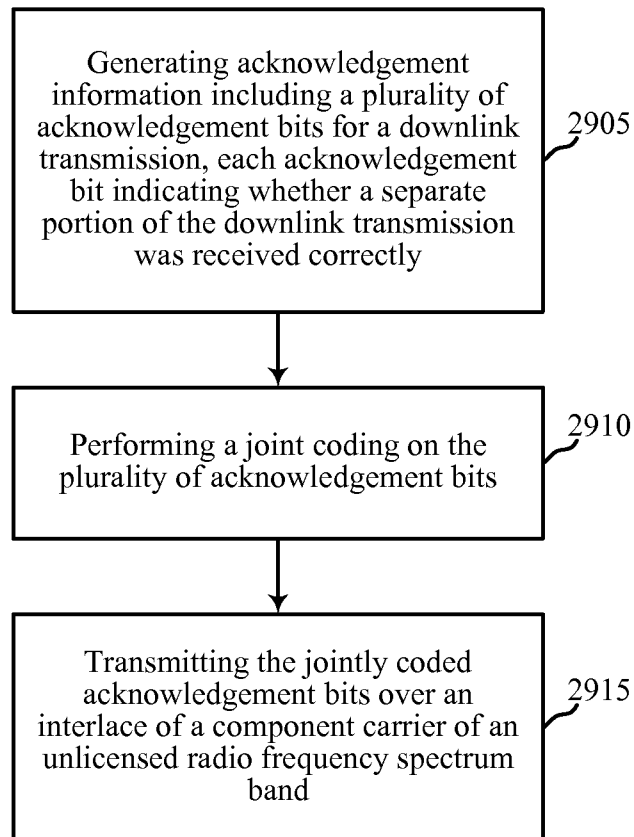 Generating acknowledgement
information including a plurality of
acknowledgement bits for a downlink
transmission, each acknowledgement
bit indicating whether a separate
portion of the downlink transmission
was received correctly
2905
Performing a joint coding on the
plurality of acknowledgement bits
2910
Transmitting the jointly coded
acknowledgement bits over an
interlace of a component carrier of an
unlicensed radio frequency spectrum
band
2915